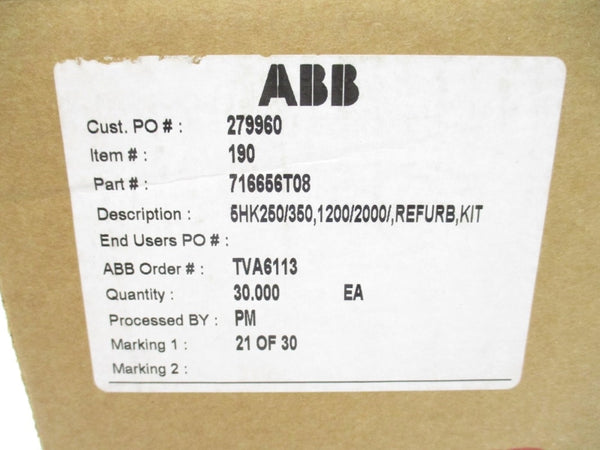 ABB
Cust. PO # : 279960
Item # : 190
Part # : 716656T08
Description : 5HK250/350,1200/2000/,REFURB,KIT
End Users PO # :
ABB Order # : TVA6113
Quantity : 30.000 EA
Processed BY : PM
Marking 1 : 21 OF 30
Marking 2 :